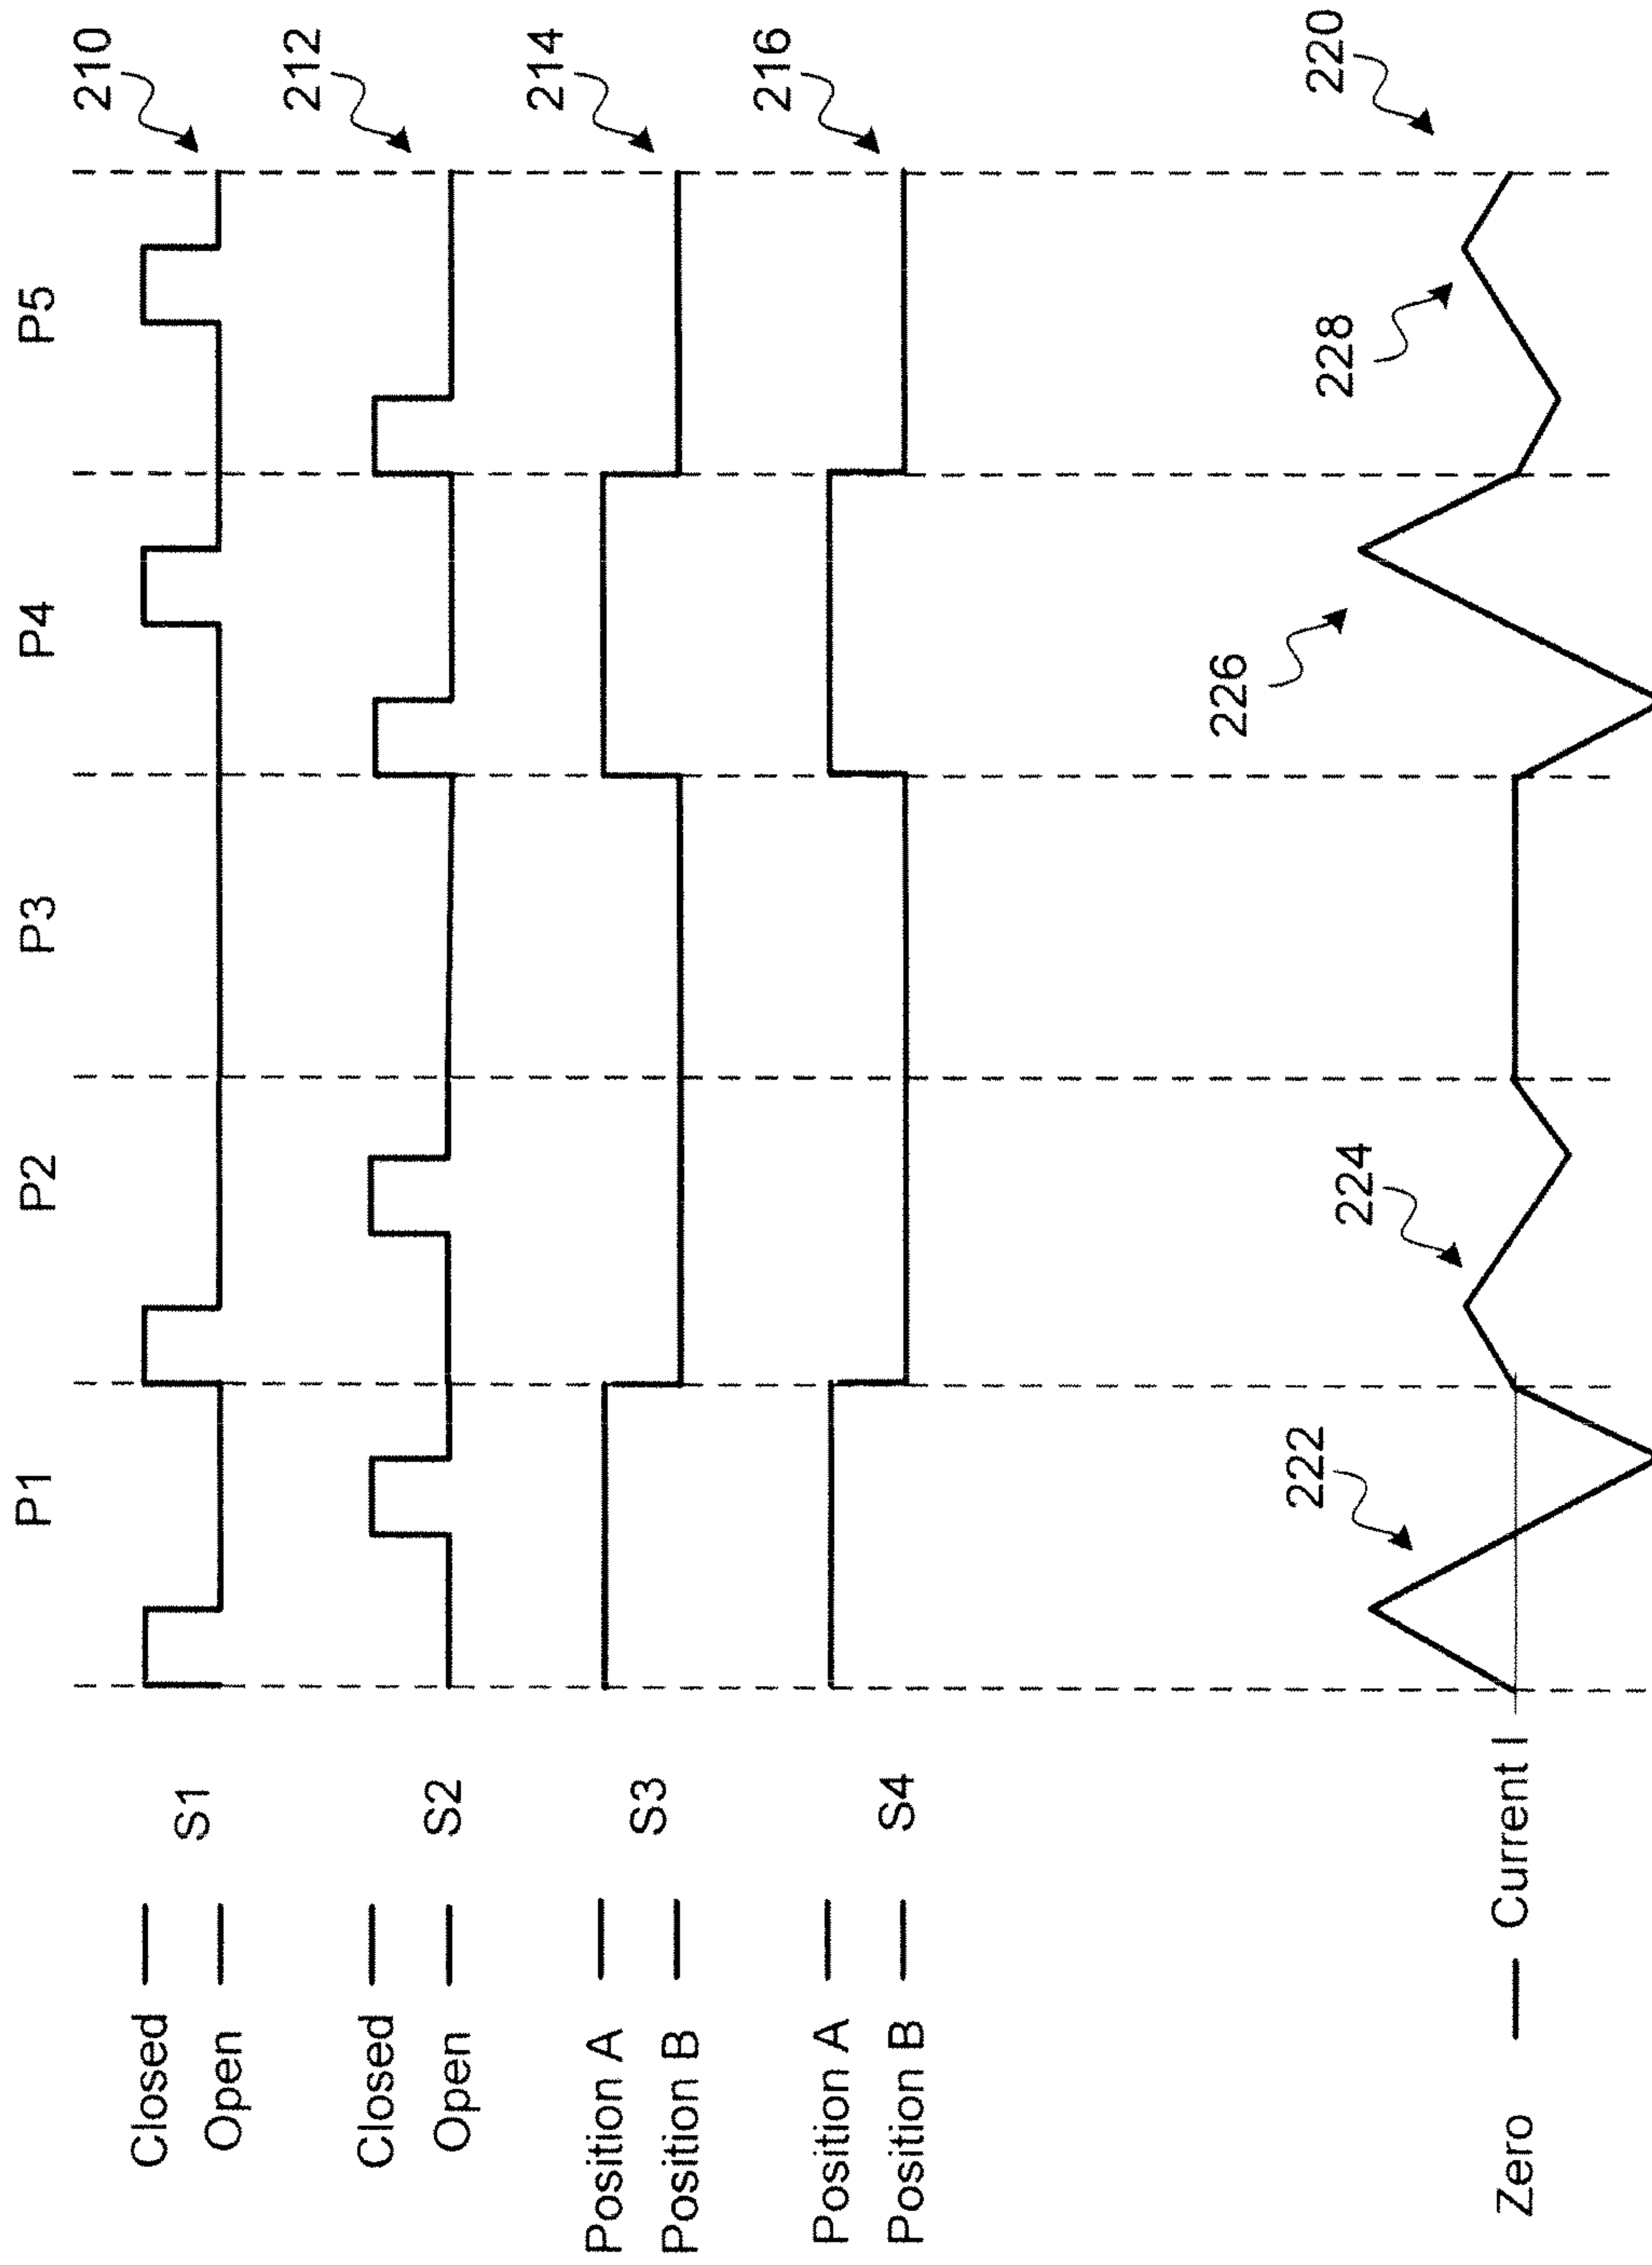 P1 P2 P3 P4 P5
210
Closed
Open
S1
212
Closed
Open
S2
214
Position A
Position B
S3
216
Position A
Position B
S4
220
222
224
226
228
Zero
Current I